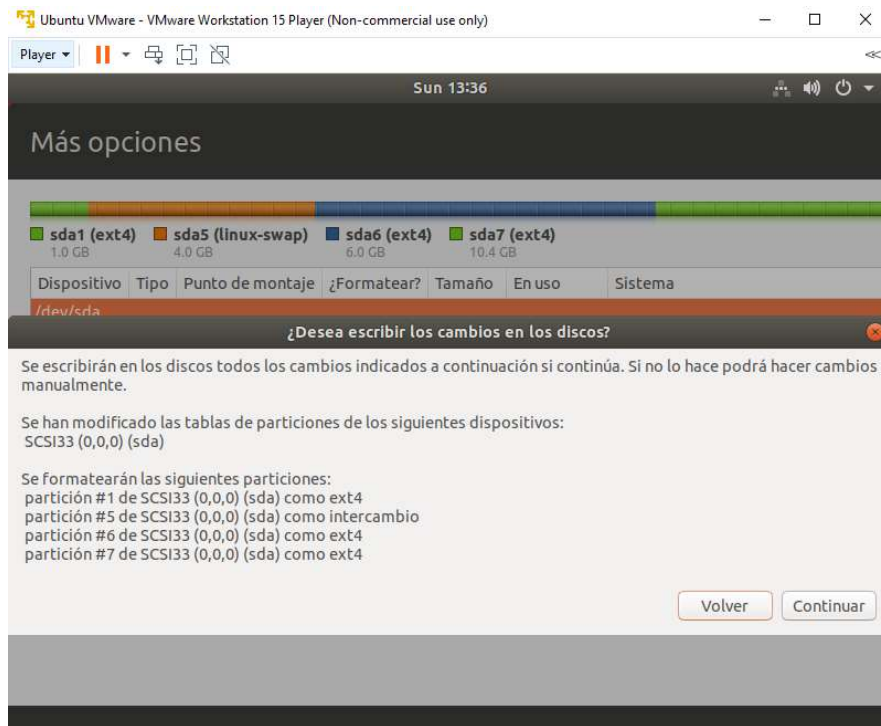 Ubuntu VMware - VMware Workstation 15 Player (Non-commercial use only)
Player
Sun 13:36
Más opciones
sda1 (ext4) sda5 (linux-swap) sda6 (ext4) sda7 (ext4)
1.0 GB 4.0 GB 6.0 GB 10.4 GB
Dispositivo Tipo Punto de montaje ¿Formatear? Tamaño En uso Sistema
/dev/sda
¿Desea escribir los cambios en los discos?
Se escribirán en los discos todos los cambios indicados a continuación si continúa. Si no lo hace podrá hacer cambios
manualmente.
Se han modificado las tablas de particiones de los siguientes dispositivos:
SCSI33 (0,0,0) (sda)
Se formatearán las siguientes particiones:
partición #1 de SCSI33 (0,0,0) (sda) como ext4
partición #5 de SCSI33 (0,0,0) (sda) como intercambio
partición #6 de SCSI33 (0,0,0) (sda) como ext4
partición #7 de SCSI33 (0,0,0) (sda) como ext4
Volver Continuar